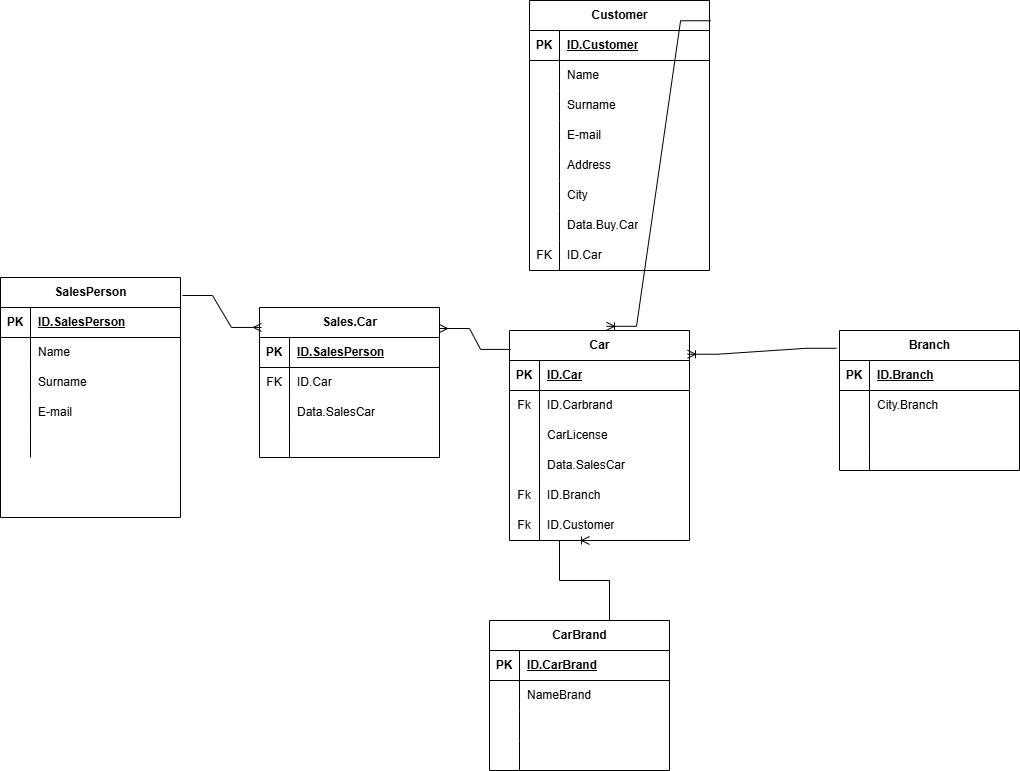 Customer
PK ID.Customer
Name
Surname
E-mail
Address
City
Data.Buy.Car
FK ID.Car
SalesPerson
PK ID.SalesPerson
Name
Surname
E-mail
Sales.Car
PK ID.SalesPerson
FK ID.Car
Data.SalesCar
Car
PK ID.Car
Fk ID.Carbrand
CarLicense
Data.SalesCar
Fk ID.Branch
Fk ID.Customer
Branch
PK ID.Branch
City.Branch
CarBrand
PK ID.CarBrand
NameBrand